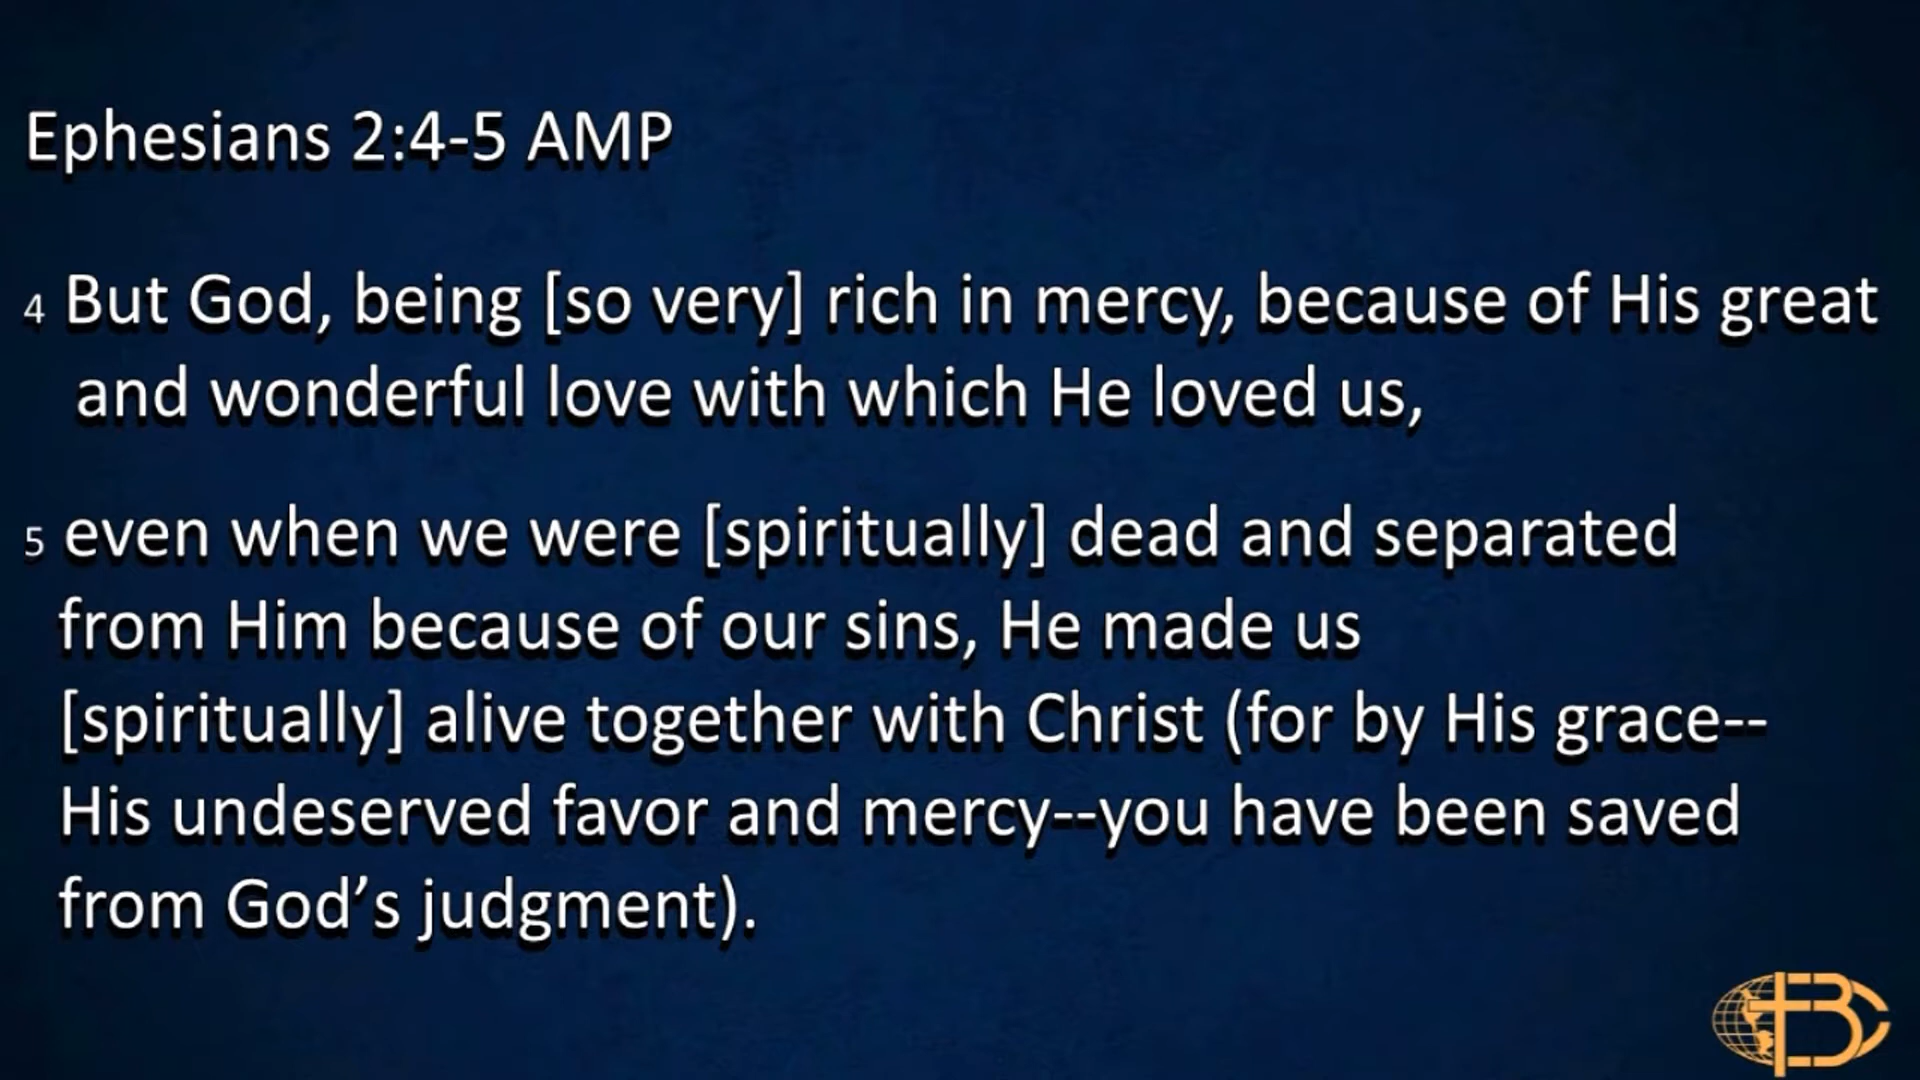 Ephesians 2:4-5 AMP
4 But God, being [so very] rich in mercy, because of His great
and wonderful love with which He loved us,
5 even when we were [spiritually] dead and separated
from Him because of our sins, He made us
[spiritually] alive together with Christ (for by His grace--
His undeserved favor and mercy--you have been saved
from God’s judgment).
BC